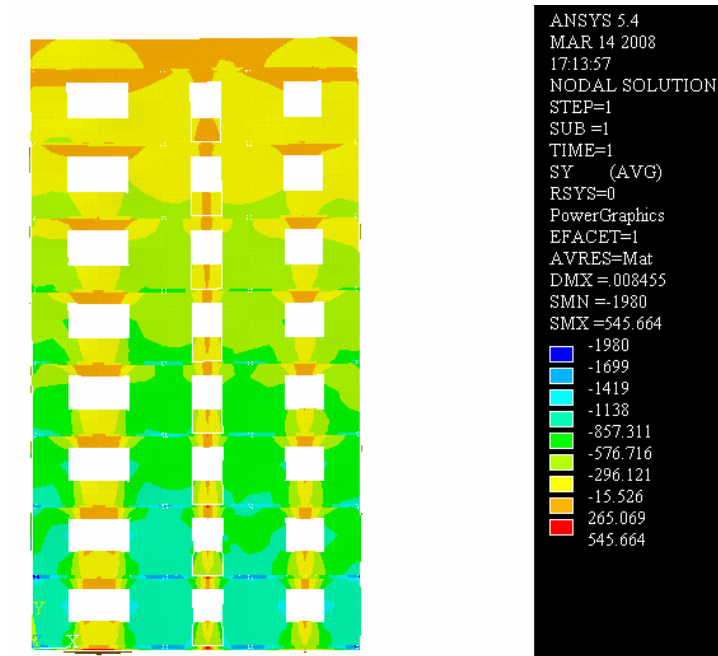 ANSYS 5.4
MAR 14 2008
17:13:57
NODAL SOLUTION
STEP=1
SUB =1
TIME=1
SY (AVG)
RSYS=0
PowerGraphics
EFACET=1
AVRES=Mat
DMX =.008455
SMN =-1980
SMX =545.664
-1980
-1699
-1419
-1138
-857.311
-576.716
-296.121
-15.526
265.069
545.664
Y
X